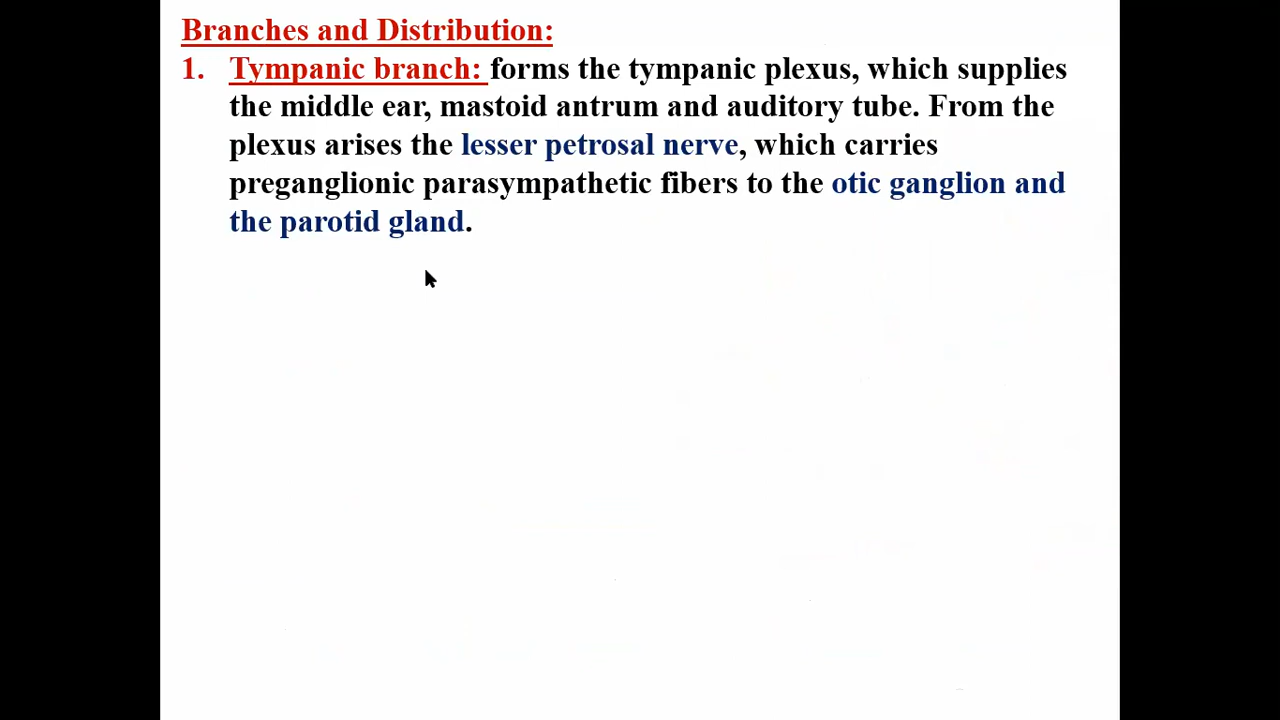 Branches and Distribution:
1. Tympanic branch: forms the tympanic plexus, which supplies
the middle ear, mastoid antrum and auditory tube. From the
plexus arises the lesser petrosal nerve, which carries
preganglionic parasympathetic fibers to the otic ganglion and
the parotid gland.